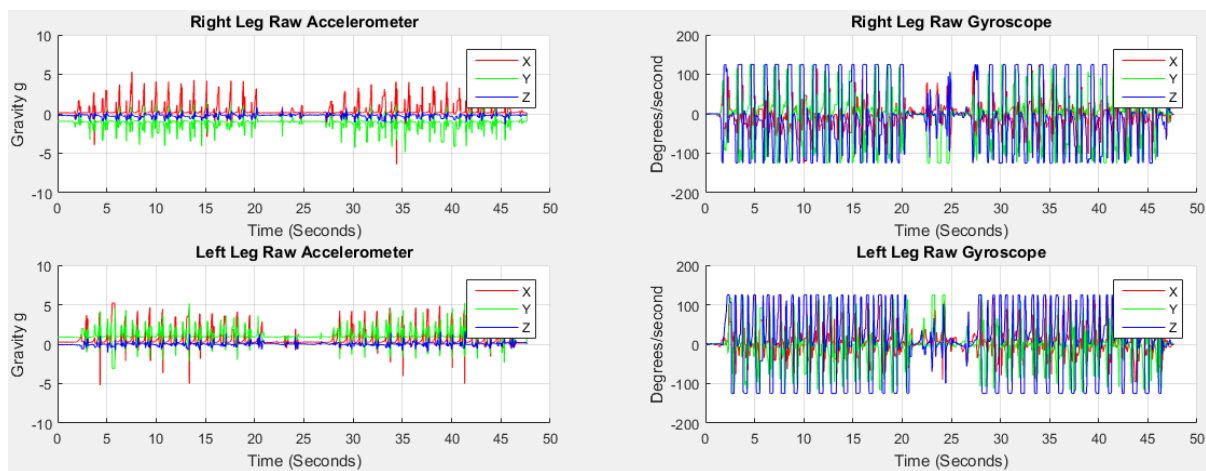 Right Leg Raw Accelerometer
10
5
0
-5
-10
Gravity g
X
Y
Z
0 5 10 15 20 25 30 35 40 45 50
Time (Seconds)
Right Leg Raw Gyroscope
200
100
0
-100
-200
Degrees/second
X
Y
Z
0 5 10 15 20 25 30 35 40 45 50
Time (Seconds)
Left Leg Raw Accelerometer
10
5
0
-5
-10
Gravity g
X
Y
Z
0 5 10 15 20 25 30 35 40 45 50
Time (Seconds)
Left Leg Raw Gyroscope
200
100
0
-100
-200
Degrees/second
X
Y
Z
0 5 10 15 20 25 30 35 40 45 50
Time (Seconds)